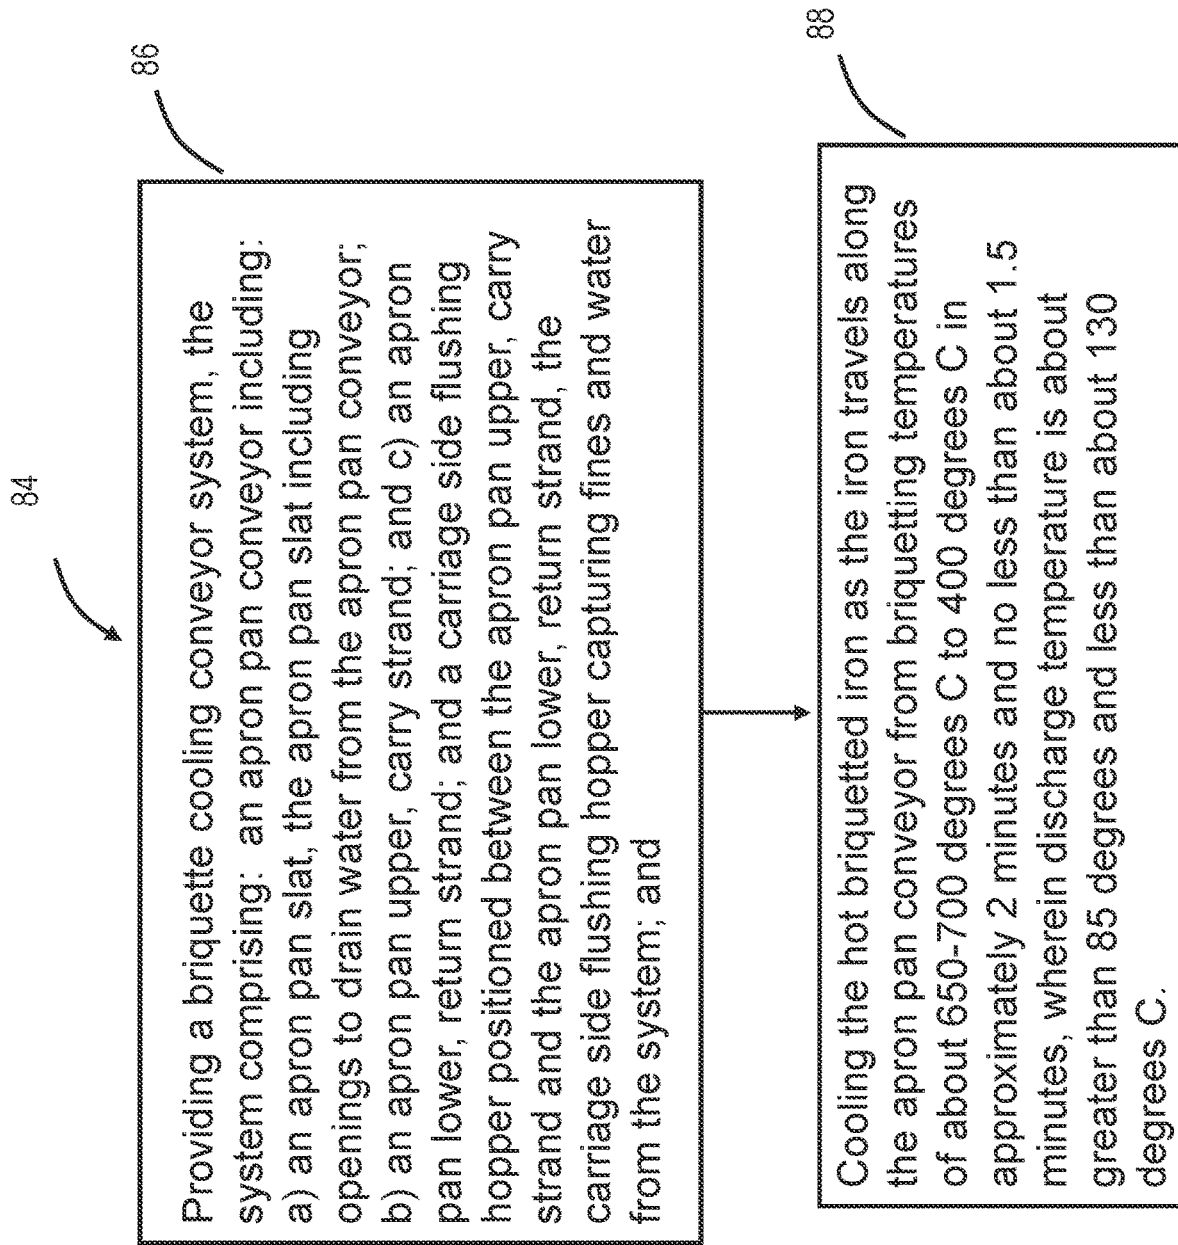 84
86
Providing a briquette cooling conveyor system, the
system comprising: an apron pan conveyor including:
a) an apron pan slat, the apron pan slat including
openings to drain water from the apron pan conveyor;
b) an apron pan upper, carry strand; and c) an apron
pan lower, return strand; and a carriage side flushing
hopper positioned between the apron pan upper, carry
strand and the apron pan lower, return strand, the
carriage side flushing hopper capturing fines and water
from the system; and
88
Cooling the hot briquetted iron as the iron travels along
the apron pan conveyor from briquetting temperatures
of about 650-700 degrees C to 400 degrees C in
approximately 2 minutes and no less than about 1.5
minutes, wherein discharge temperature is about
greater than 85 degrees and less than about 130
degrees C.